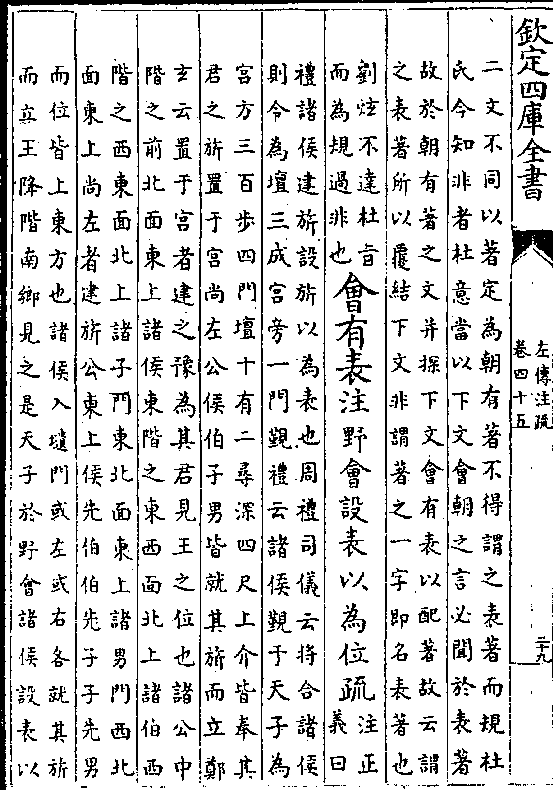 欽定四庫全書
左傳注疏
卷四十五
二十九
二文不同以著定為朝有著不得謂之表著而規杜
氏今知非者杜意當以下文會朝之言必聞於表著
故於朝有著之文并探下文會有表以配著故云謂
之表著所以覆結下文非謂著之一字即名表著也
劉炫不達杜旨
而為規過非也
會有表注野會設表以為位疏
注正
義曰
禮諸侯建旂設旂以為表也周禮司儀云將合諸侯
則令為壇三成宮旁一門覲禮云諸侯覲于天子為
宮方三百步四門壇十有二尋深四尺上介皆奉其
君之旂置于宮尚左公侯伯子男皆就其旂而立鄭
玄云置于宮者建之豫為其君見王之位也諸公中
階之前北面東上諸侯東階之東西面北上諸伯西
階之西東面北上諸子門東北面東上諸男門西北
面東上尚左者建旂公東上侯先伯伯先子子先男
而位皆上東方也諸侯入壝門或左或右各就其旂
而立王降階南鄉見之是天子於野會諸侯設表以